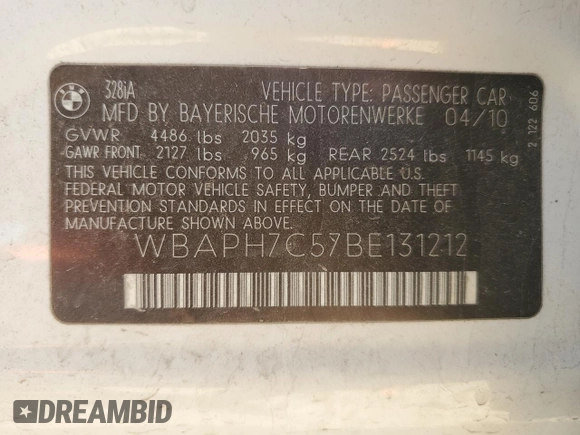 BMW
328iA VEHICLE TYPE: PASSENGER CAR
MFD BY BAYERISCHE MOTORENWERKE 04/10
GVWR 4486 lbs 2035 kg
GAWR FRONT 2127 lbs 965 kg REAR 2524 lbs 1145 kg
THIS VEHICLE CONFORMS TO ALL APPLICABLE U.S.
FEDERAL MOTOR VEHICLE SAFETY, BUMPER AND THEFT
PREVENTION STANDARDS IN EFFECT ON THE DATE OF
MANUFACTURE SHOWN ABOVE.
WBAPH7C57BE131212
2 122 606
DREAMBID